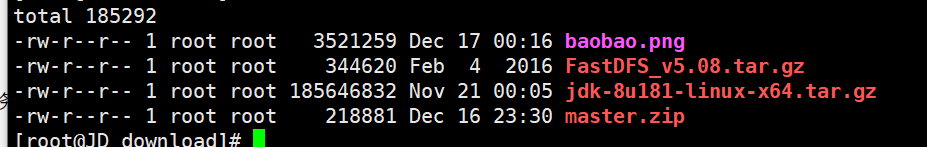 total 185292
-rw-r--r-- 1 root root   3521259 Dec 17 00:16 baobao.png
-rw-r--r-- 1 root root    344620 Feb  4  2016 FastDFS_v5.08.tar.gz
-rw-r--r-- 1 root root 185646832 Nov 21 00:05 jdk-8u181-linux-x64.tar.gz
-rw-r--r-- 1 root root    218881 Dec 16 23:30 master.zip
[root@JD download]#